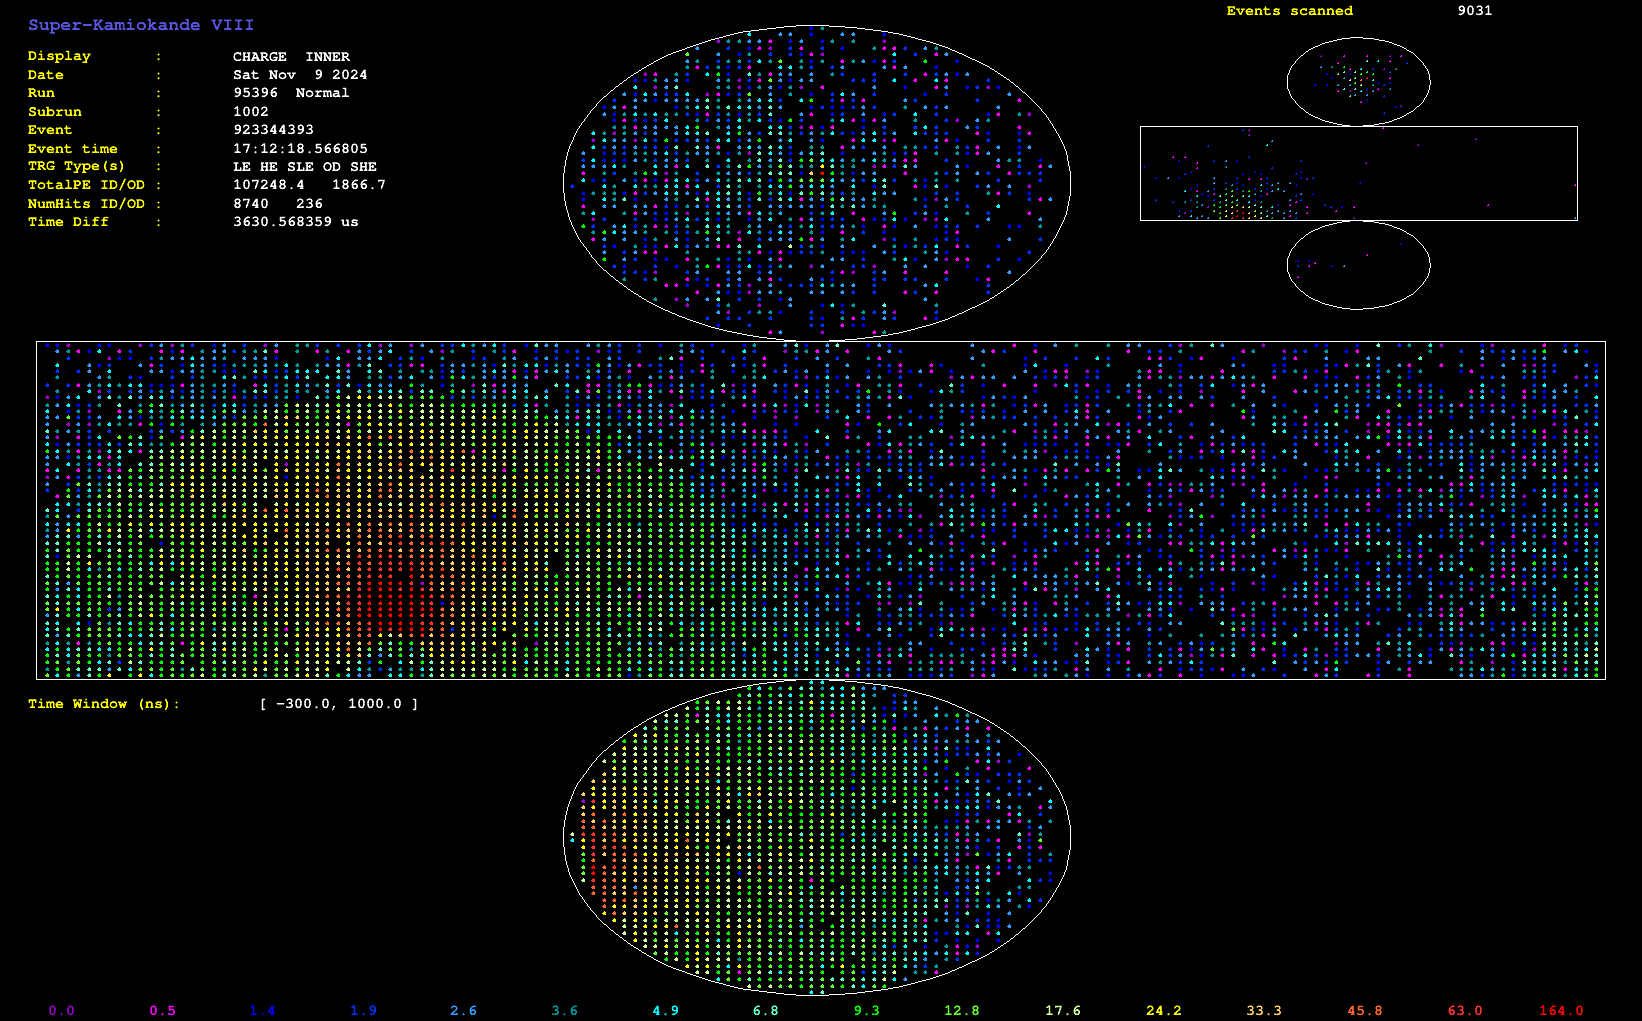 Super-Kamiokande VIII
Events scanned 9031
Display : CHARGE INNER
Date : Sat Nov 9 2024
Run : 95396 Normal
Subrun : 1002
Event : 923344393
Event time : 17:12:18.566805
TRG Type(s) : LE HE SLE OD SHE
TotalPE ID/OD : 107248.4 1866.7
NumHits ID/OD : 8740 236
Time Diff : 3630.568359 us
Time Window (ns): [ -300.0, 1000.0 ]
0.0 0.5 1.4 1.9 2.6 3.6 4.9 6.8 9.3 12.8 17.6 24.2 33.3 45.8 63.0 164.0